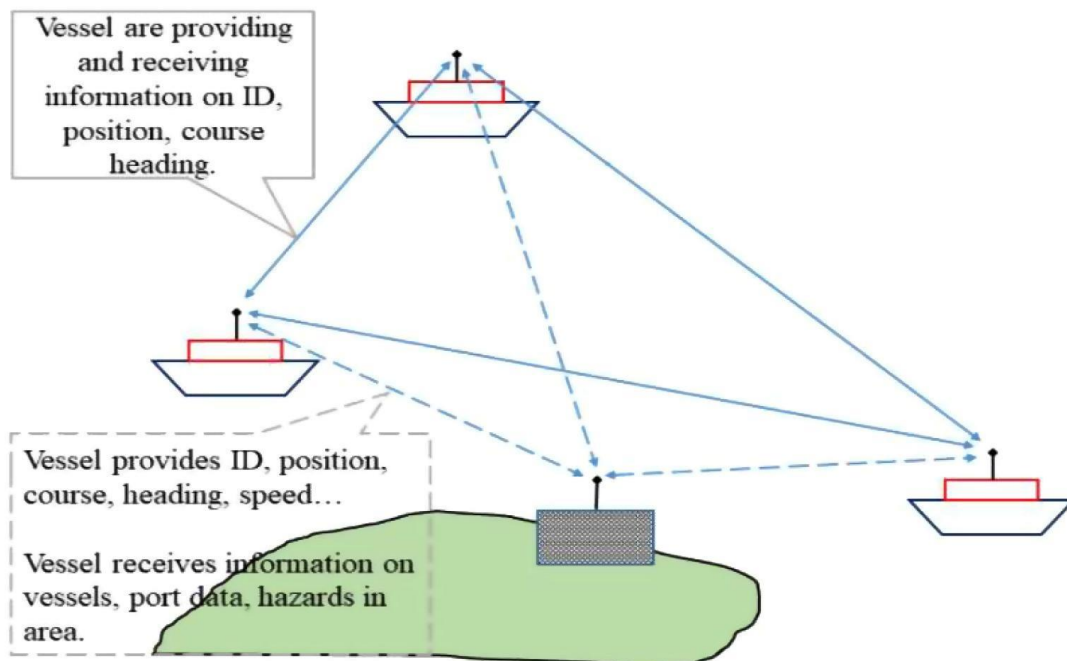 Vessel are providing
and receiving
information on ID,
position, course
heading.
Vessel provides ID, position,
course, heading, speed…
Vessel receives information on
vessels, port data, hazards in
area.